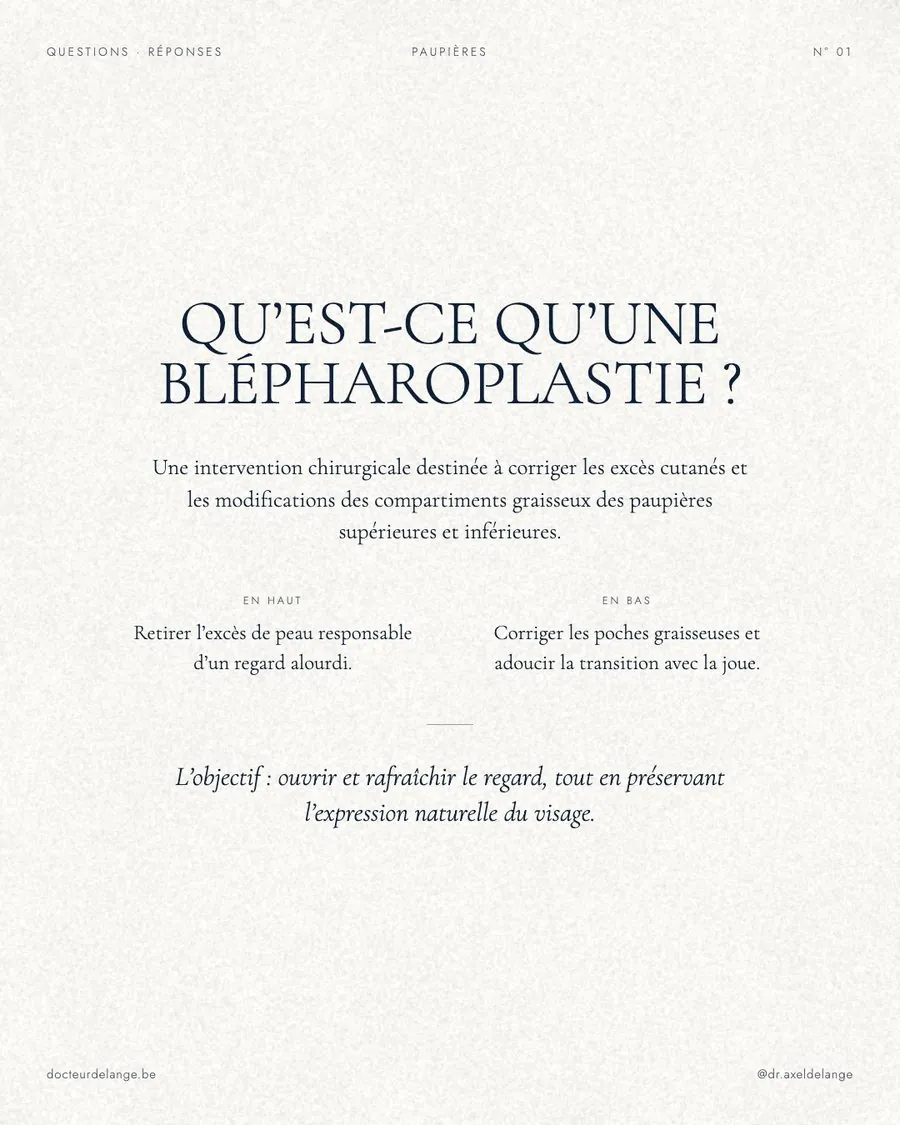 QUESTIONS · RÉPONSES
PAUPIÈRES
N° 01
QU’EST-CE QU’UNE
BLÉPHAROPLASTIE ?
Une intervention chirurgicale destinée à corriger les excès cutanés et
les modifications des compartiments graisseux des paupières
supérieures et inférieures.
EN HAUT
Retirer l’excès de peau responsable
d’un regard alourdi.
EN BAS
Corriger les poches graisseuses et
adoucir la transition avec la joue.
L’objectif : ouvrir et rafraîchir le regard, tout en préservant
l’expression naturelle du visage.
docteurdelange.be
@dr.axeldelange